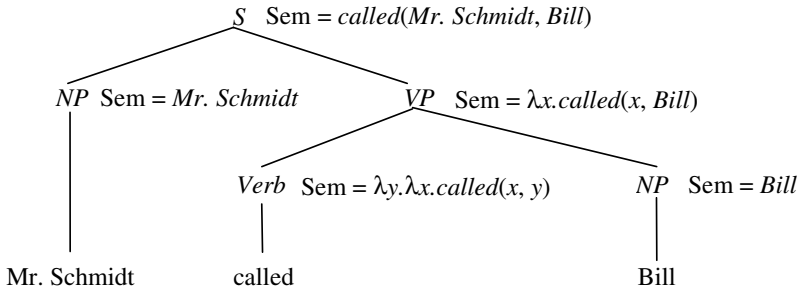 S Sem = called(Mr. Schmidt, Bill)
NP Sem = Mr. Schmidt VP Sem = λx.called(x, Bill)
Verb Sem = λy.λx.called(x, y) NP Sem = Bill
Mr. Schmidt called Bill